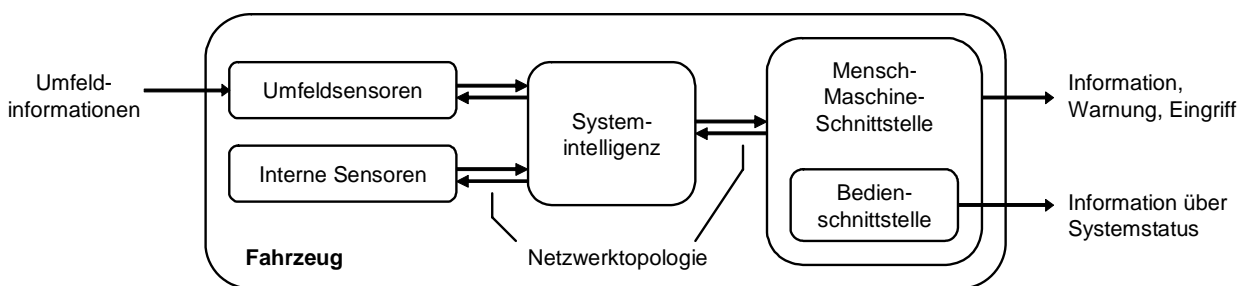 Umfeld-
informationen
Umfeldsensoren
Interne Sensoren
Fahrzeug
System-
intelligenz
Netzwerktopologie
Mensch-
Maschine-
Schnittstelle
Bedien-
schnittstelle
Information,
Warnung, Eingriff
Information über
Systemstatus